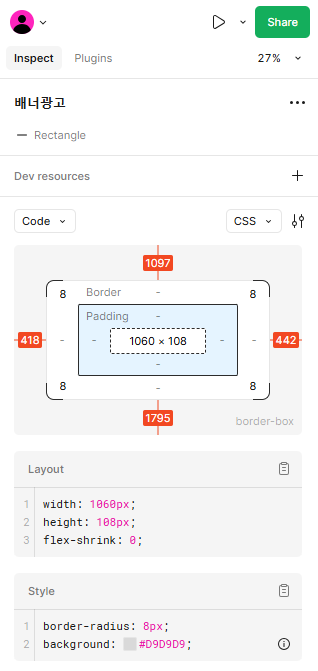 Share
Inspect Plugins 27%
배너광고
Rectangle
Dev resources
Code CSS
1097
8 Border - 8
Padding -
418 - - 1060 × 108 - - 442
-
8 - 8
1795
border-box
Layout
1 width: 1060px;
2 height: 108px;
3 flex-shrink: 0;
Style
1 border-radius: 8px;
2 background: #D9D9D9;